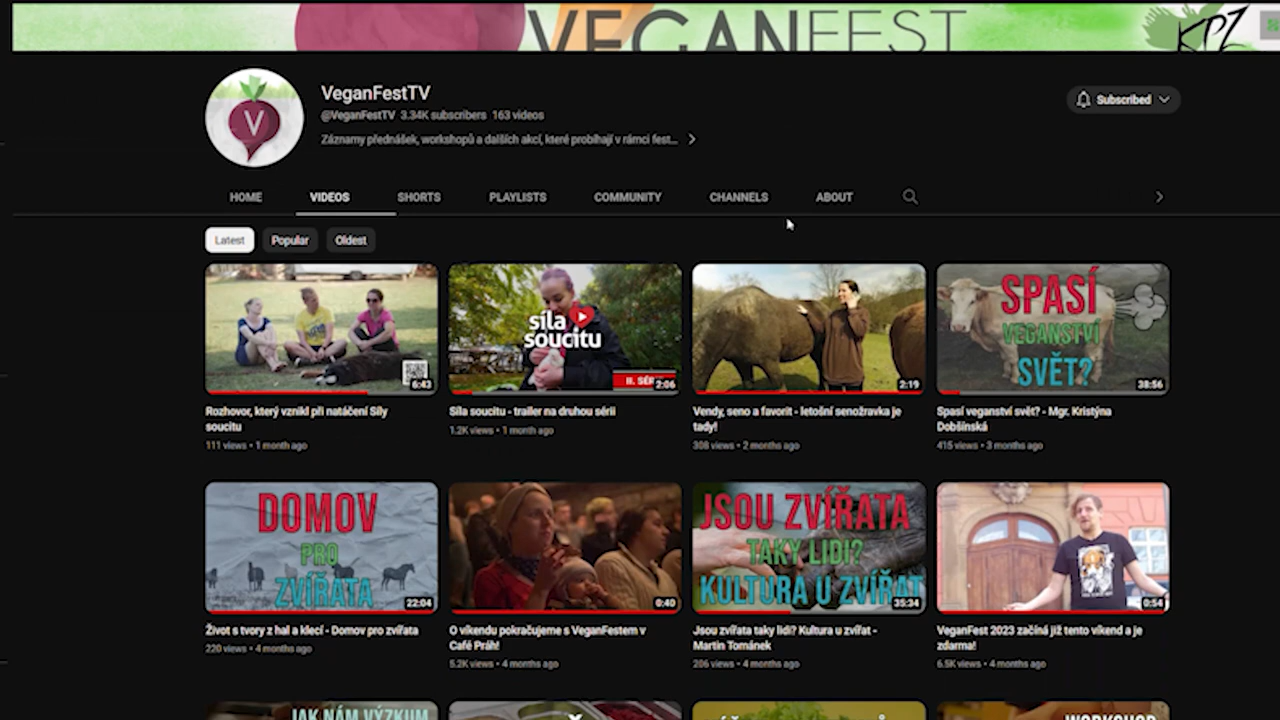 VEGANFEST
KPZ
V
VeganFestTV
@VeganFestTV 3.34K subscribers 163 videos
Subscribed
Záznamy přednášek, workshopů a dalších akcí, které probíhají v rámci fest...
HOME VIDEOS SHORTS PLAYLISTS COMMUNITY CHANNELS ABOUT
Latest Popular Oldest
6:43
síla
soucitu
II. SÉRI
2:06
2:19
SPASÍ
VEGANSTVÍ
SVĚT?
38:56
Rozhovor, který vznikl při natáčení Síly
soucitu
111 views • 1 month ago
Síla soucitu - trailer na druhou sérii
1.2K views • 1 month ago
Vendy, seno a favorit - letošní senožravka je
tady!
308 views • 2 months ago
Spasí veganství svět? - Mgr. Kristýna
Dobšínská
415 views • 3 months ago
DOMOV
PRO
ZVÍŘATA
22:04
0:40
JSOU ZVÍŘATA
TAKY LIDI?
KULTURA U ZVÍŘAT
35:34
0:54
Život s tvory z hal a klecí - Domov pro zvířata
220 views • 4 months ago
O víkendu pokračujeme s VeganFestem v
Café Práh!
5.2K views • 4 months ago
Jsou zvířata taky lidi? Kultura u zvířat -
Martin Tománek
206 views • 4 months ago
VeganFest 2023 začíná již tento víkend a je
zdarma!
6.5K views • 4 months ago
JAK NÁM VÝZKUM
WORKSHOP